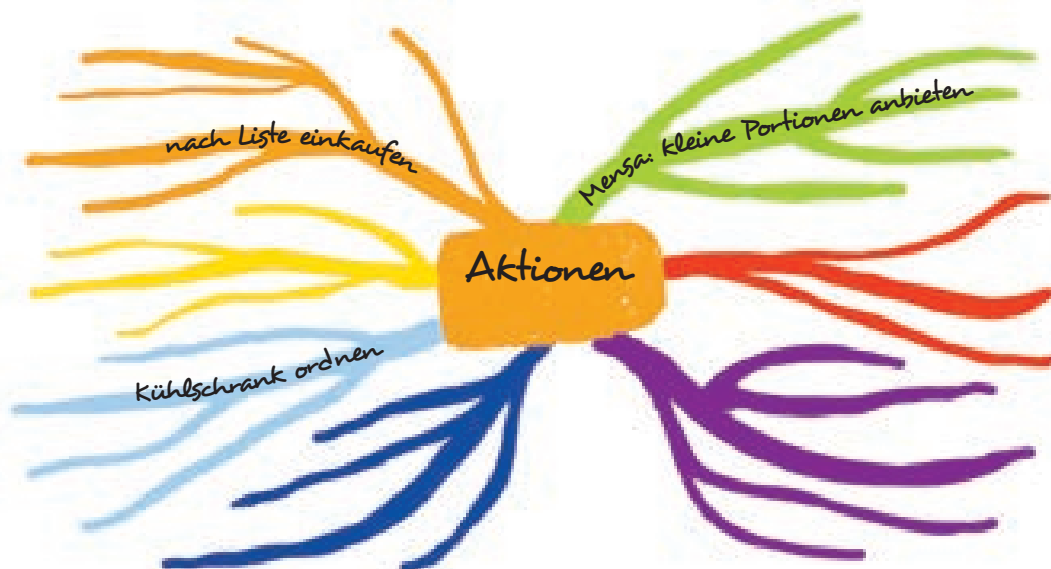 nach Liste einkaufen
Mensa: kleine Portionen anbieten
Aktionen
Kühlschrank ordnen